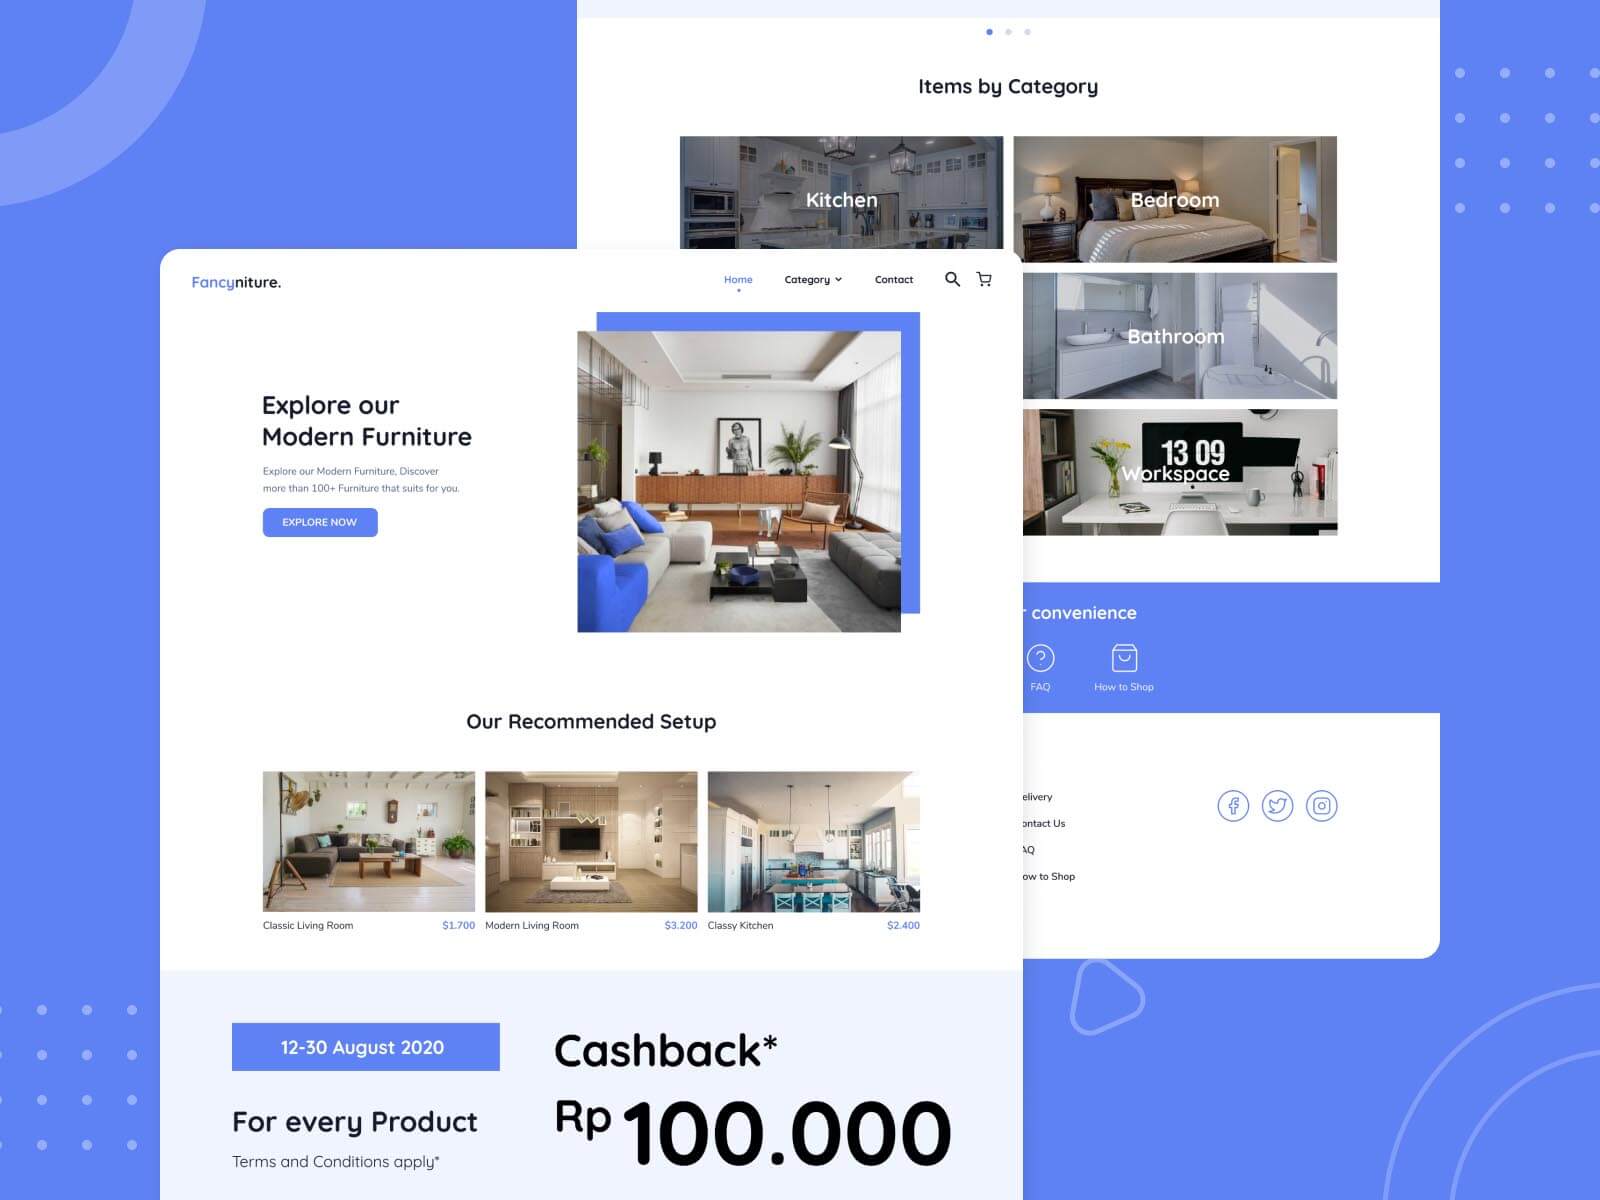 Items by Category
Kitchen
Bedroom
Bathroom
13 09
Workspace
convenience
FAQ
How to Shop
elivery
ontact Us
AQ
ow to Shop
Fancyniture.
Home
Category
Contact
Explore our
Modern Furniture
Explore our Modern Furniture, Discover
more than 100+ Furniture that suits for you.
EXPLORE NOW
Our Recommended Setup
Classic Living Room $1.700
Modern Living Room $3.200
Classy Kitchen $2.400
12-30 August 2020
For every Product
Terms and Conditions apply*
Cashback*
Rp 100.000